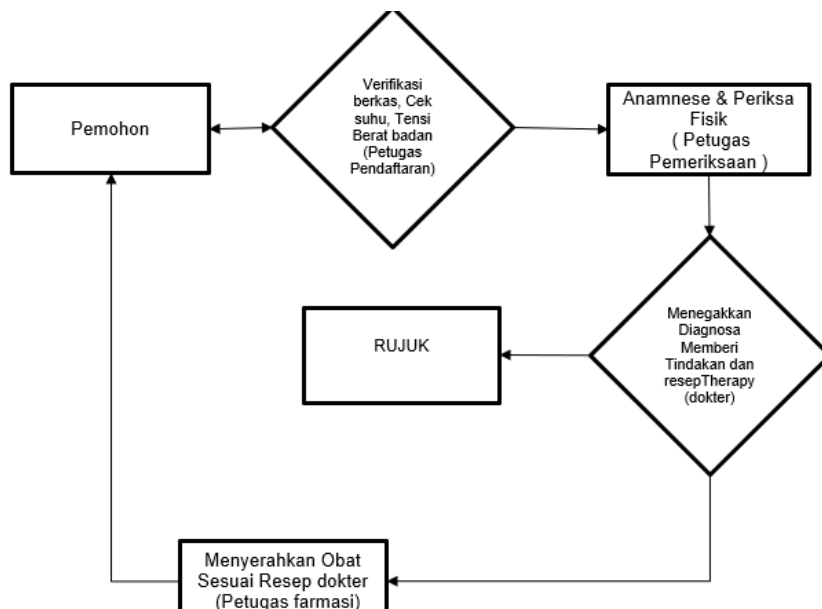 Pemohon
Verifikasi
berkas, Cek
suhu, Tensi
Berat badan
(Petugas
Pendaftaran)
Anamnese & Periksa
Fisik
( Petugas
Pemeriksaan )
RUJUK
Menegakkan
Diagnosa
Memberi
Tindakan dan
resepTherapy
(dokter)
Menyerahkan Obat
Sesuai Resep dokter
(Petugas farmasi)